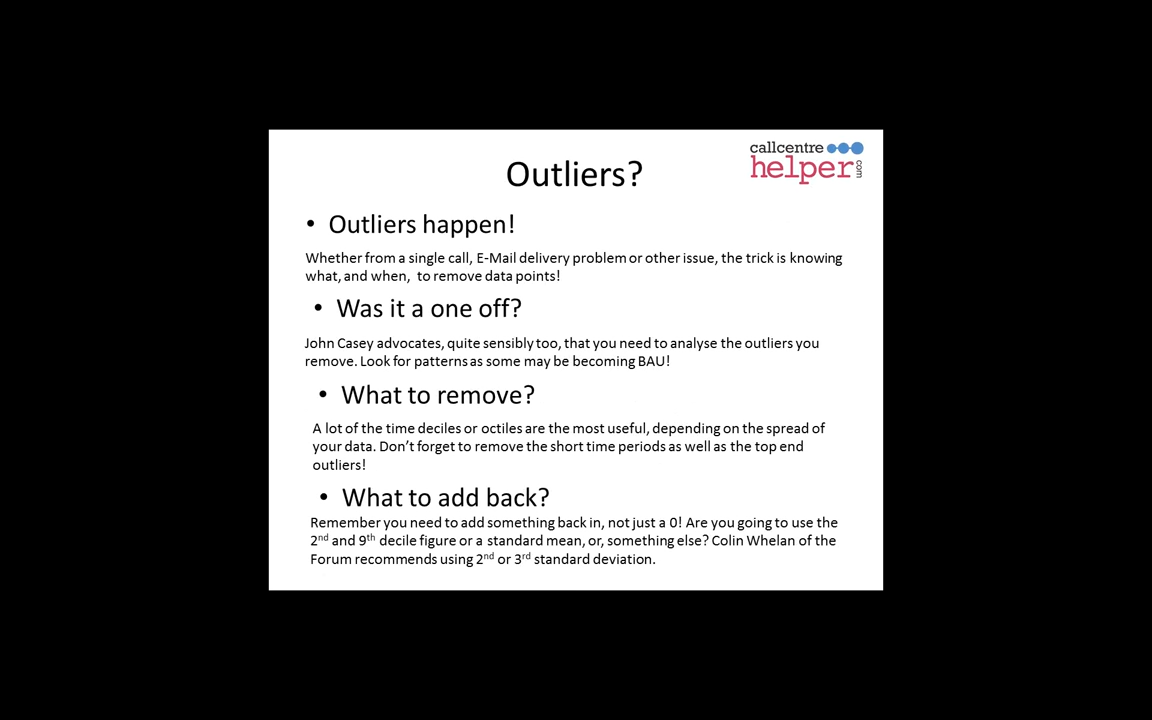 callcentre
helper.com
Outliers?
• Outliers happen!
Whether from a single call, E-Mail delivery problem or other issue, the trick is knowing
what, and when, to remove data points!
• Was it a one off?
John Casey advocates, quite sensibly too, that you need to analyse the outliers you
remove. Look for patterns as some may be becoming BAU!
• What to remove?
A lot of the time deciles or octiles are the most useful, depending on the spread of
your data. Don’t forget to remove the short time periods as well as the top end
outliers!
• What to add back?
Remember you need to add something back in, not just a 0! Are you going to use the
2nd and 9th decile figure or a standard mean, or, something else? Colin Whelan of the
Forum recommends using 2nd or 3rd standard deviation.